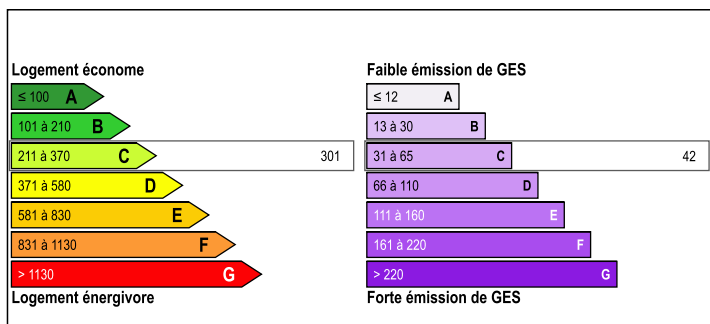 Logement économe
≤ 100 A
101 à 210 B
211 à 370 C 301
371 à 580 D
581 à 830 E
831 à 1130 F
> 1130 G
Logement énergivore
Faible émission de GES
≤ 12 A
13 à 30 B
31 à 65 C 42
66 à 110 D
111 à 160 E
161 à 220 F
> 220 G
Forte émission de GES